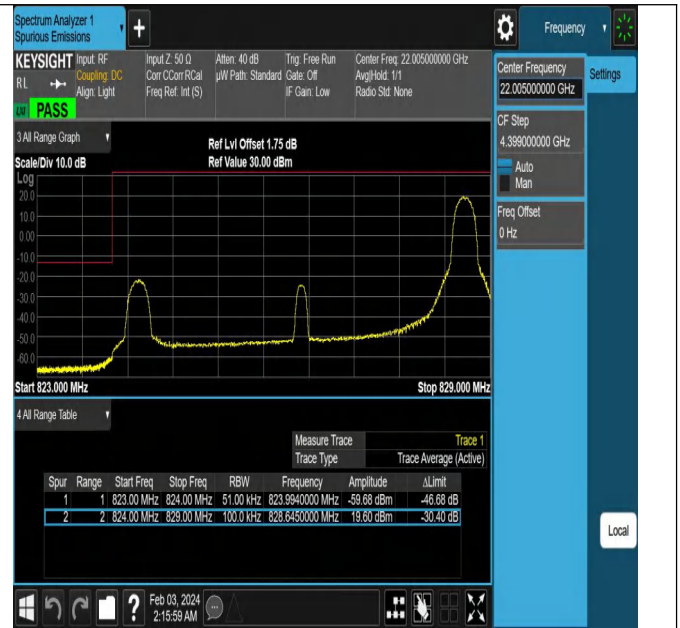 Spectrum Analyzer 1
Spurious Emissions
Frequency
KEYSIGHT
RL
Input: RF
Coupling: DC
Align: Light
Input Z: 50 Ω
Corr CCorr RCal
Freq Ref: Int (S)
Atten: 40 dB
µW Path: Standard
Trig: Free Run
Gate: Off
IF Gain: Low
Center Freq: 22.005000000 GHz
Avg|Hold: 1/1
Radio Std: None
PASS
Center Frequency
22.005000000 GHz
Settings
CF Step
4.399000000 GHz
Auto
Man
Freq Offset
0 Hz
3 All Range Graph
Scale/Div 10.0 dB
Ref Lvl Offset 1.75 dB
Ref Value 30.00 dBm
Log
20.0
10.0
0.00
-10.0
-20.0
-30.0
-40.0
-50.0
-60.0
Start 823.000 MHz
Stop 829.000 MHz
4 All Range Table
Measure Trace Trace 1
Trace Type Trace Average (Active)
Spur Range Start Freq Stop Freq RBW Frequency Amplitude ΔLimit
1 1 823.00 MHz 824.00 MHz 51.00 kHz 823.9940000 MHz -59.68 dBm -46.68 dB
2 2 824.00 MHz 829.00 MHz 100.0 kHz 828.6450000 MHz 19.60 dBm -30.40 dB
Local
Feb 03, 2024
2:15:59 AM